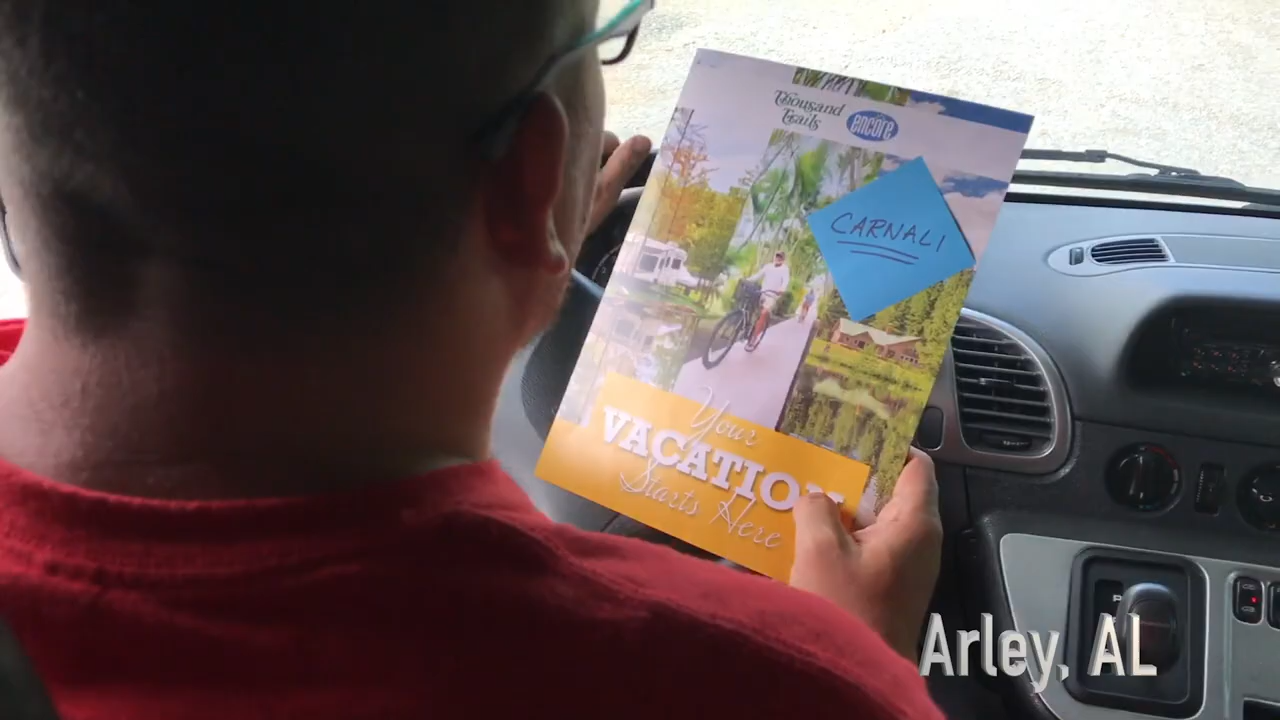 Thousand
Trails
encore
CARNALI
Your
VACATION
Starts Here
Arley, AL